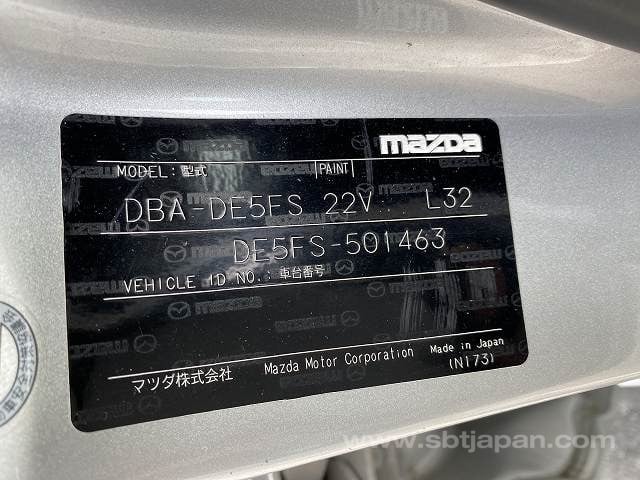 mazda
MODEL: 型式 PAINT
DBA-DE5FS 22V L32
DE5FS-501463
VEHICLE ID NO.: 車台番号
マツダ株式会社 Mazda Motor Corporation Made in Japan
(N173)
www.sbtjapan.com